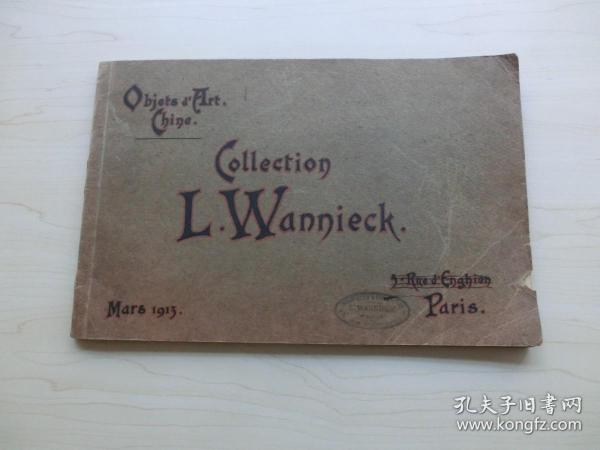 Objets d'Art.
Chine.
Collection
L. Wannieck.
5 - Rue d'Enghien
Paris.
Mars 1913.
L. WANNIECK
孔夫子旧书网
www.kongfz.com